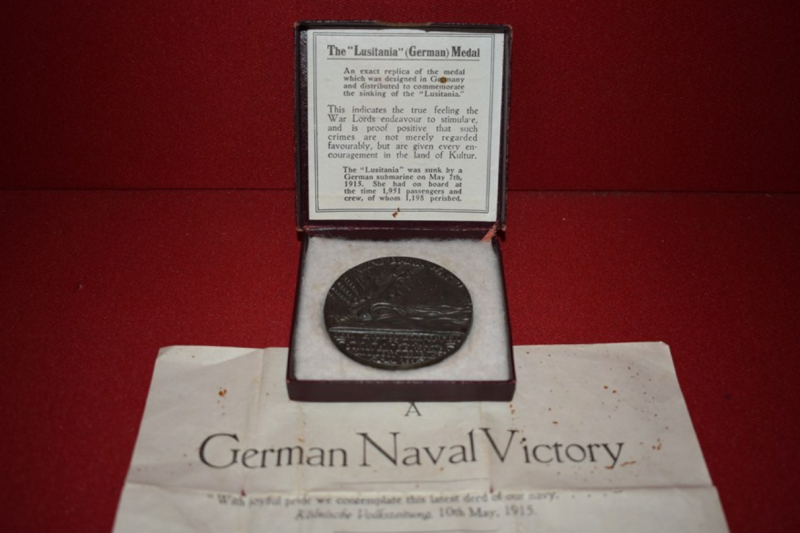 The "Lusitania" (German) Medal
An exact replica of the medal
which was designed in Germany
and distributed to commemorate
the sinking of the "Lusitania."
This indicates the true feeling the
War Lords endeavour to stimulate,
and is proof positive that such
crimes are not merely regarded
favourably, but are given every en-
couragement in the land of Kultur.
The "Lusitania" was sunk by a
German submarine on May 7th,
1915. She had on board at
the time 1,951 passengers and
crew, of whom 1,198 perished.
A
German Naval Victory
"With joyful pride we contemplate this latest deed of our navy. . . . .
Kölnische Volkszeitung, 10th May, 1915.